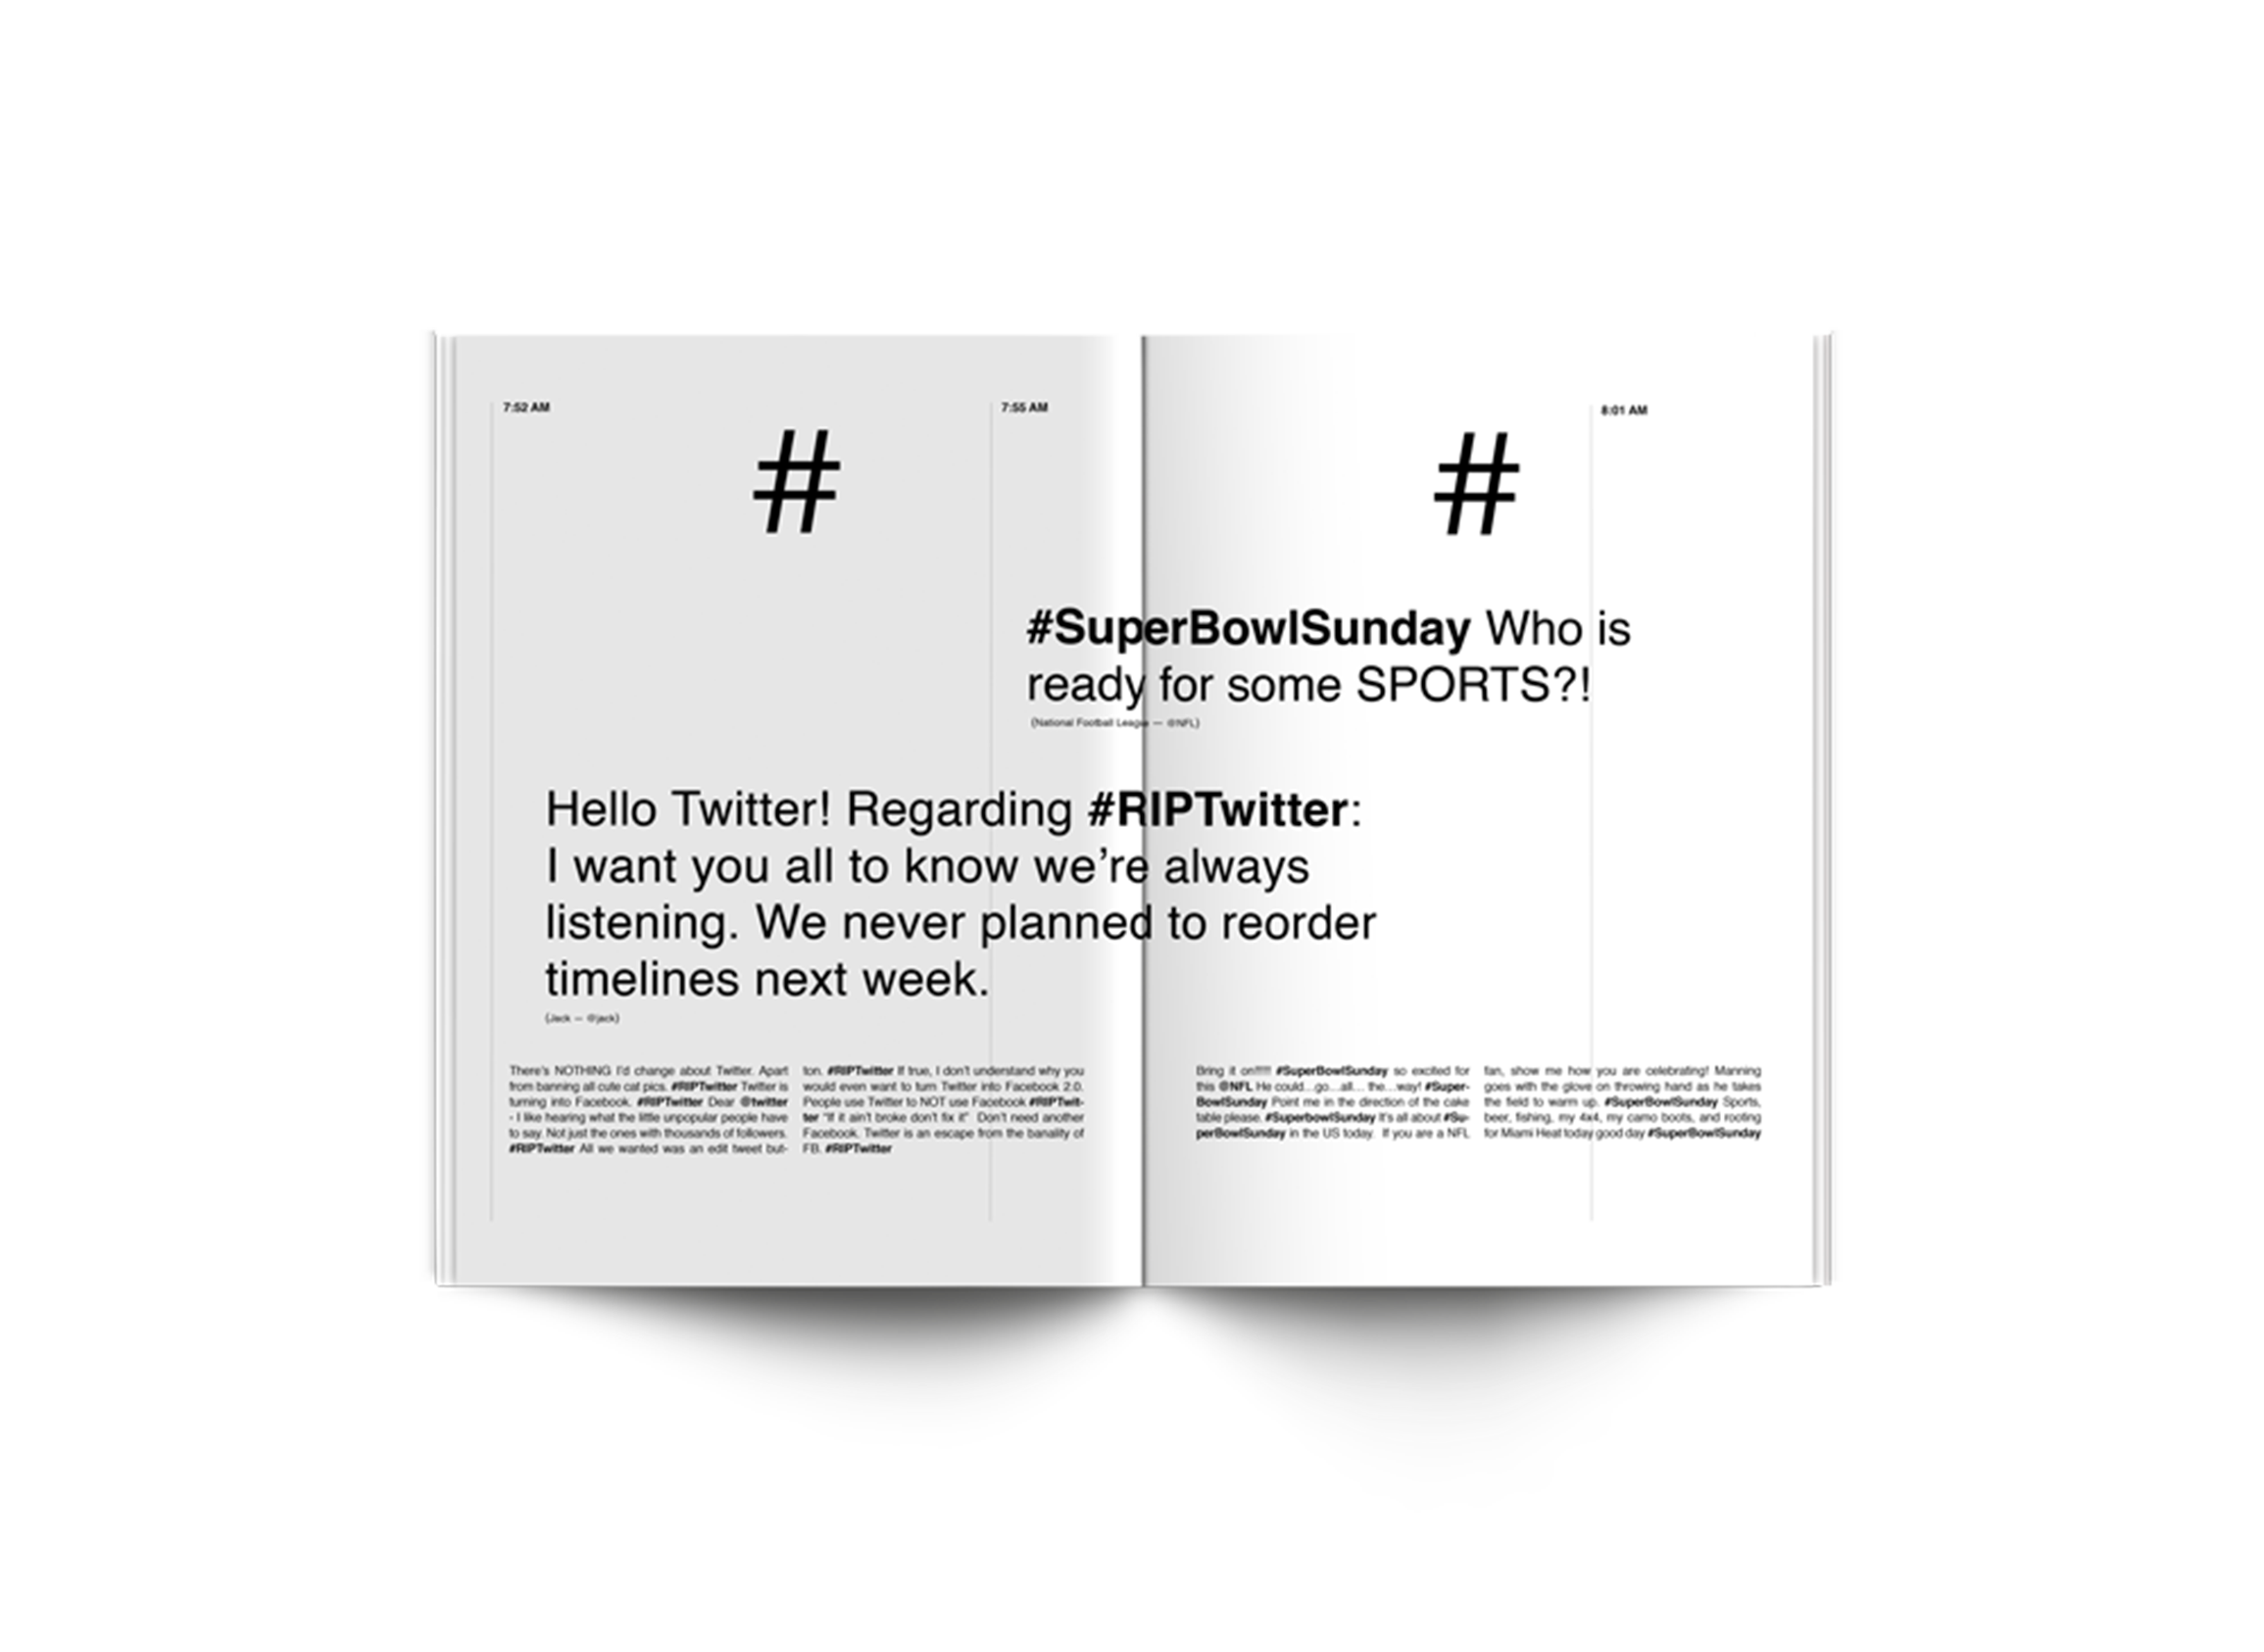 7:52 AM
7:55 AM
8:01 AM
#
#
#SuperBowlSunday Who is
ready for some SPORTS?!
(National Football League — @NFL)
Hello Twitter! Regarding #RIPTwitter:
I want you all to know we’re always
listening. We never planned to reorder
timelines next week.
(Jack — @jack)
There's NOTHING I'd change about Twitter. Apart
from banning all cute cat pics. #RIPTwitter Twitter is
turning into Facebook. #RIPTwitter Dear @twitter
- I like hearing what the little unpopular people have
to say. Not just the ones with thousands of followers.
#RIPTwitter All we wanted was an edit tweet but-
ton. #RIPTwitter If true, I don't understand why you
would even want to turn Twitter into Facebook 2.0.
People use Twitter to NOT use Facebook #RIPTwit-
ter "If it ain't broke don't fix it". Don't need another
Facebook. Twitter is an escape from the banality of
FB. #RIPTwitter
Bring it on!!!!! #SuperBowlSunday so excited for
this @NFL He could...go...all... the...way! #Super-
BowlSunday Point me in the direction of the cake
table please. #SuperbowlSunday It's all about #Su-
perBowlSunday in the US today. If you are a NFL
fan, show me how you are celebrating! Manning
goes with the glove on throwing hand as he takes
the field to warm up. #SuperBowlSunday Sports,
beer, fishing, my 4x4, my camo boots, and rooting
for Miami Heat today good day #SuperBowlSunday